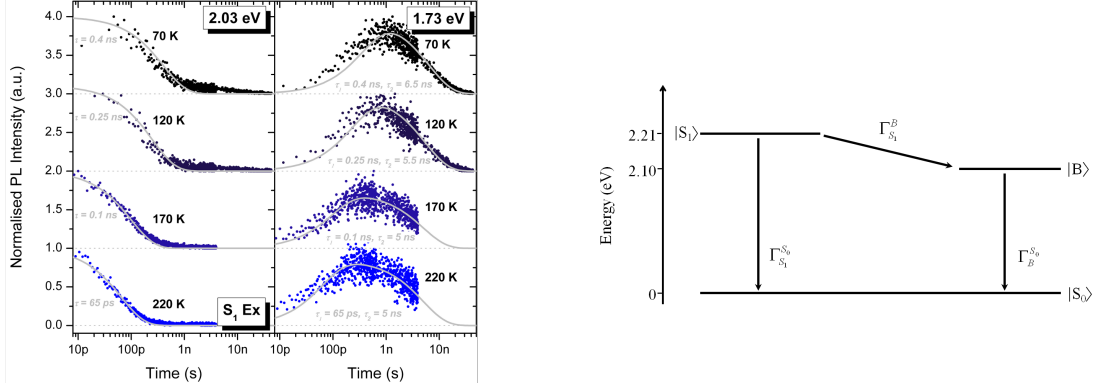 Normalised PL Intensity (a.u.)
4.0
3.5
3.0
2.5
2.0
1.5
1.0
0.5
0.0
2.03 eV
70 K
τ = 0.4 ns
120 K
τ = 0.25 ns
170 K
τ = 0.1 ns
220 K
τ = 65 ps
S₁ Ex
10p 100p 1n 10n
Time (s)
1.73 eV
70 K
τ₁ = 0.4 ns, τ₂ = 6.5 ns
120 K
τ₁ = 0.25 ns, τ₂ = 5.5 ns
170 K
τ₁ = 0.1 ns, τ₂ = 5 ns
220 K
τ₁ = 65 ps, τ₂ = 5 ns
10p 100p 1n 10n
Time (s)
Energy (eV)
2.21
2.10
0
|S₁⟩
Γ_{S₁}^{B}
|B⟩
Γ_{S₁}^{S₀}
Γ_{B}^{S₀}
|S₀⟩